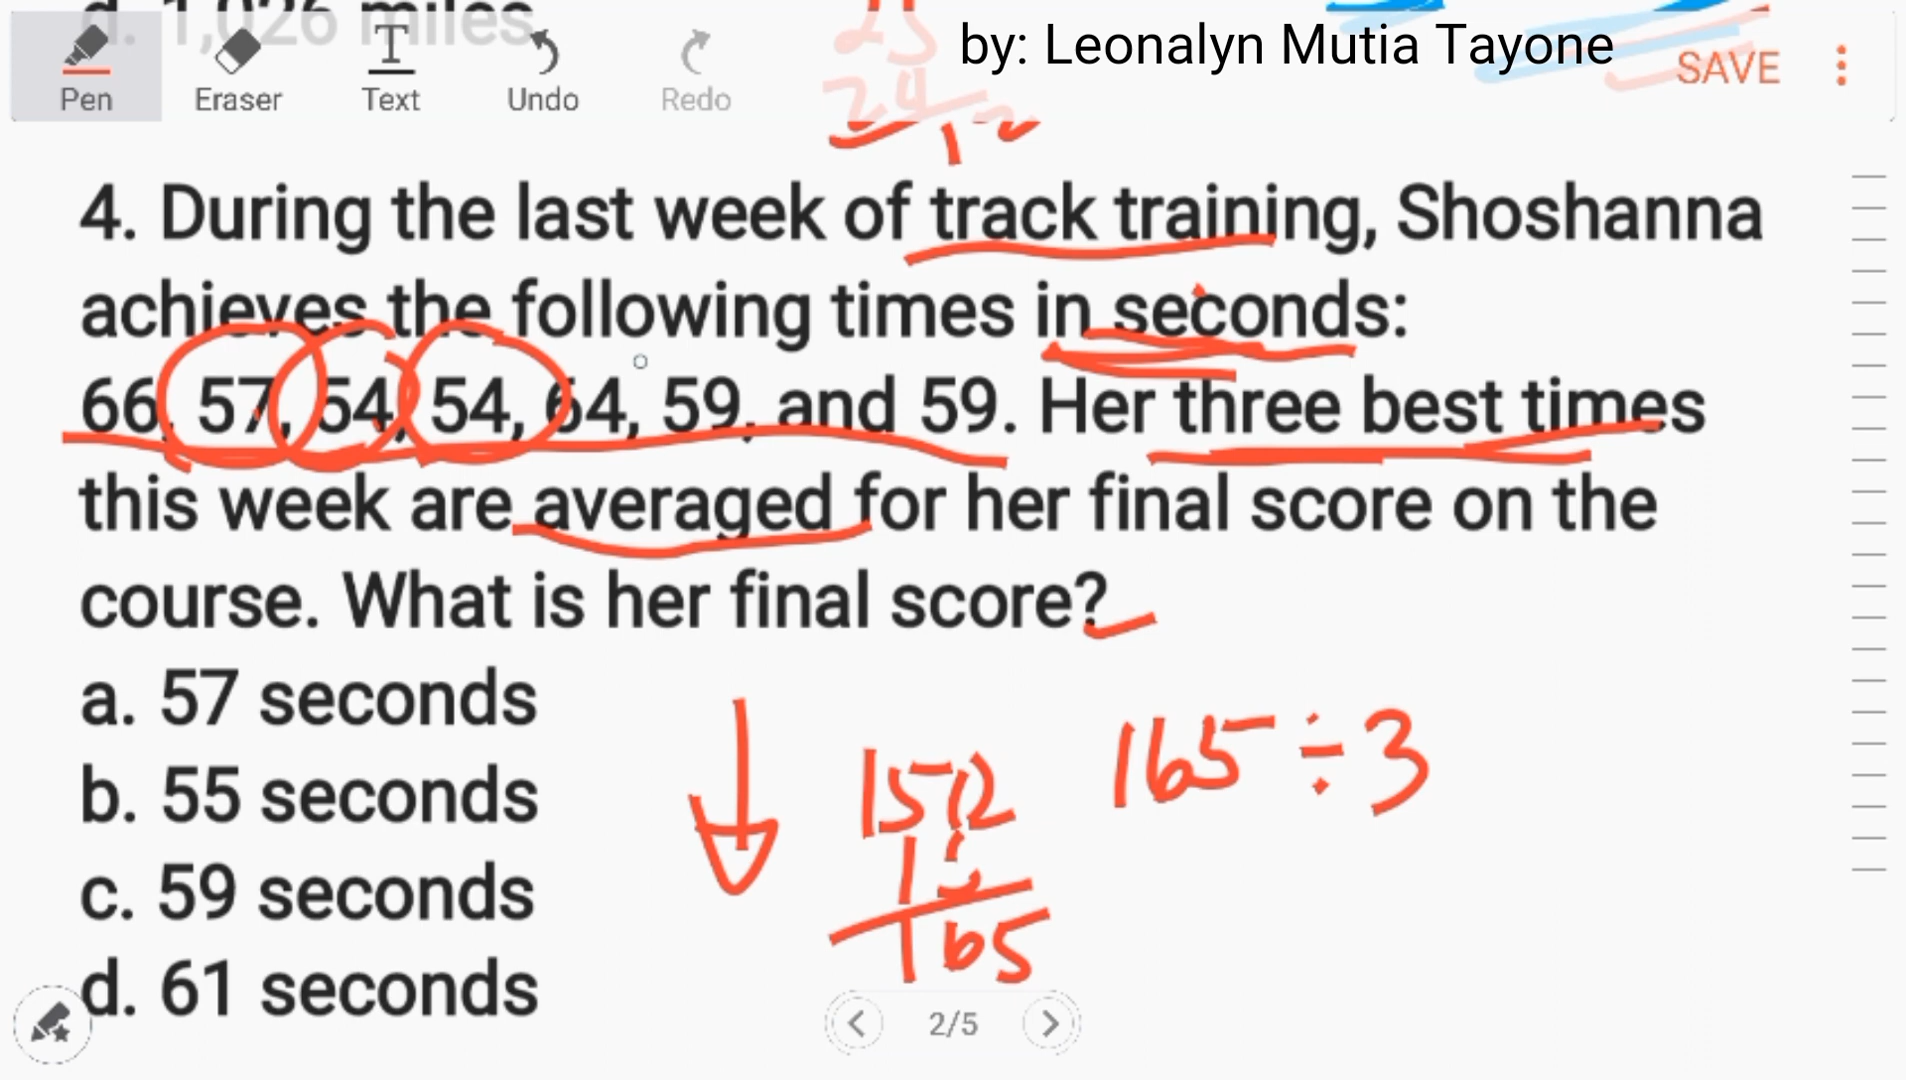 d. 1,026 miles
by: Leonalyn Mutia Tayone
SAVE
Pen
Eraser
Text
Undo
Redo
4. During the last week of track training, Shoshanna
achieves the following times in seconds:
66, 57, 54, 54, 64, 59, and 59. Her three best times
this week are averaged for her final score on the
course. What is her final score?
a. 57 seconds
b. 55 seconds
c. 59 seconds
d. 61 seconds
165 ÷ 3
165
2/5